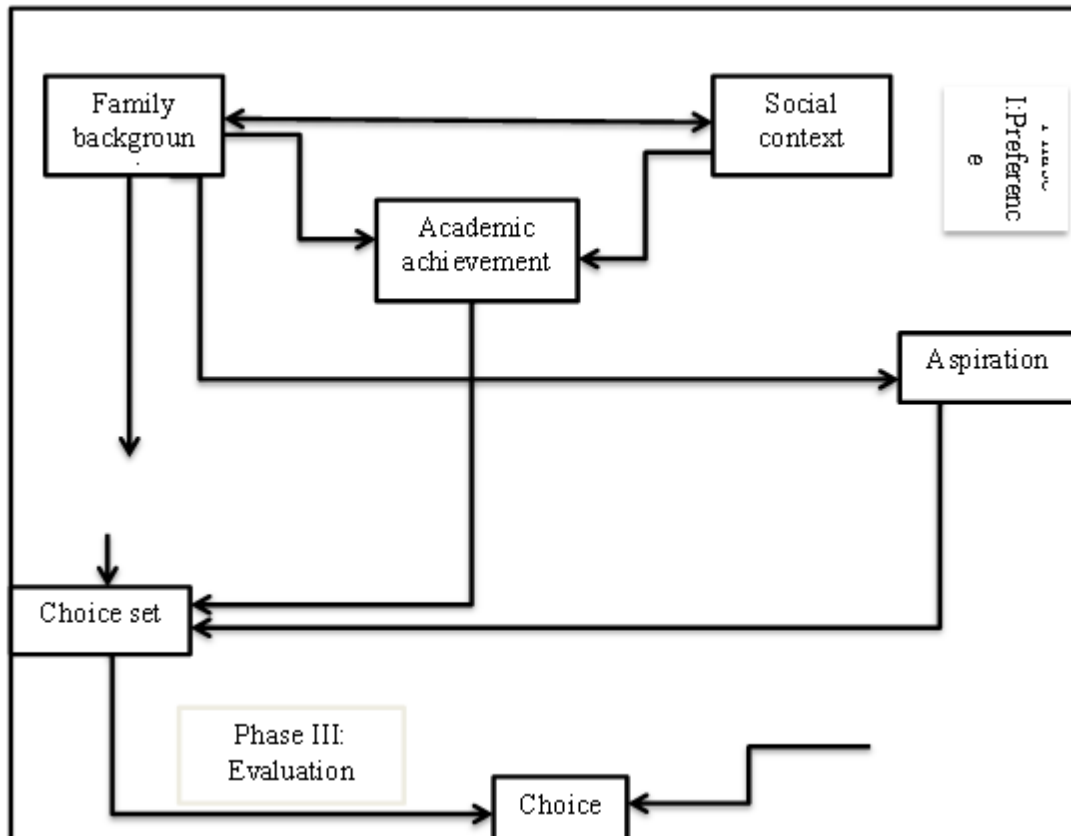 Family
backgroun
Social
context
I:Preferenc
e
Academic
achievement
Aspiration
Choice set
Phase III:
Evaluation
Choice